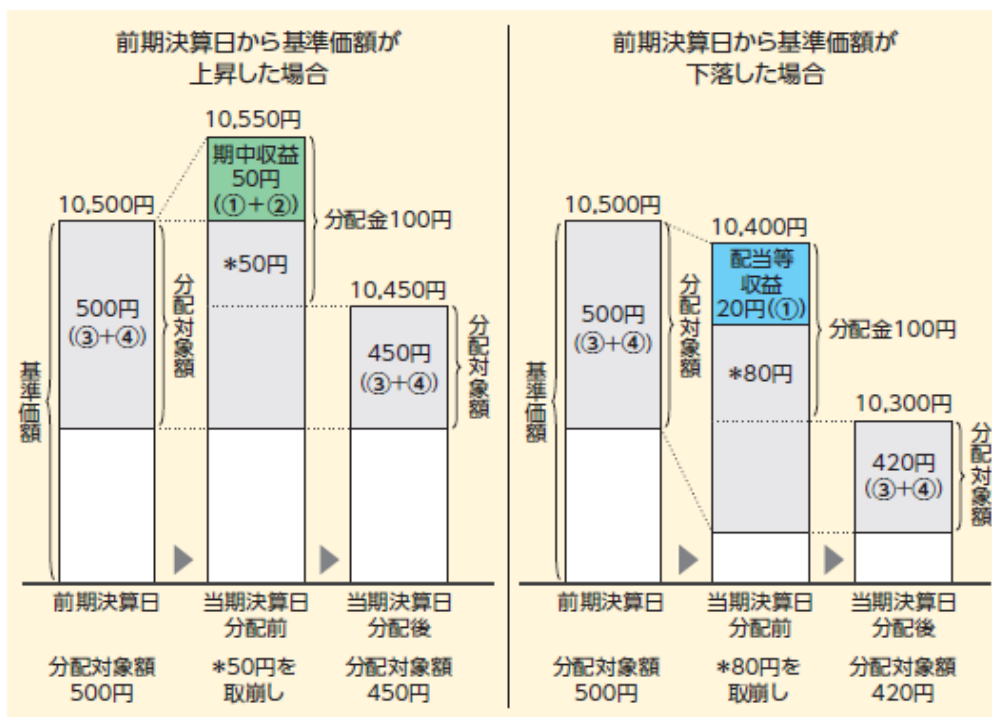 前期決算日から基準価額が
上昇した場合
10,550円
期中収益
50円
(①+②)
10,500円
分配金100円
*50円
10,450円
500円
(③+④)
分配対象額
450円
(③+④)
分配対象額
基準価額
前期決算日
当期決算日
分配前
当期決算日
分配後
分配対象額
500円
*50円を
取崩し
分配対象額
450円
前期決算日から基準価額が
下落した場合
10,500円
10,400円
配当等
収益
20円(①)
500円
(③+④)
分配対象額
分配金100円
*80円
10,300円
基準価額
420円
(③+④)
分配対象額
前期決算日
当期決算日
分配前
当期決算日
分配後
分配対象額
500円
*80円を
取崩し
分配対象額
420円